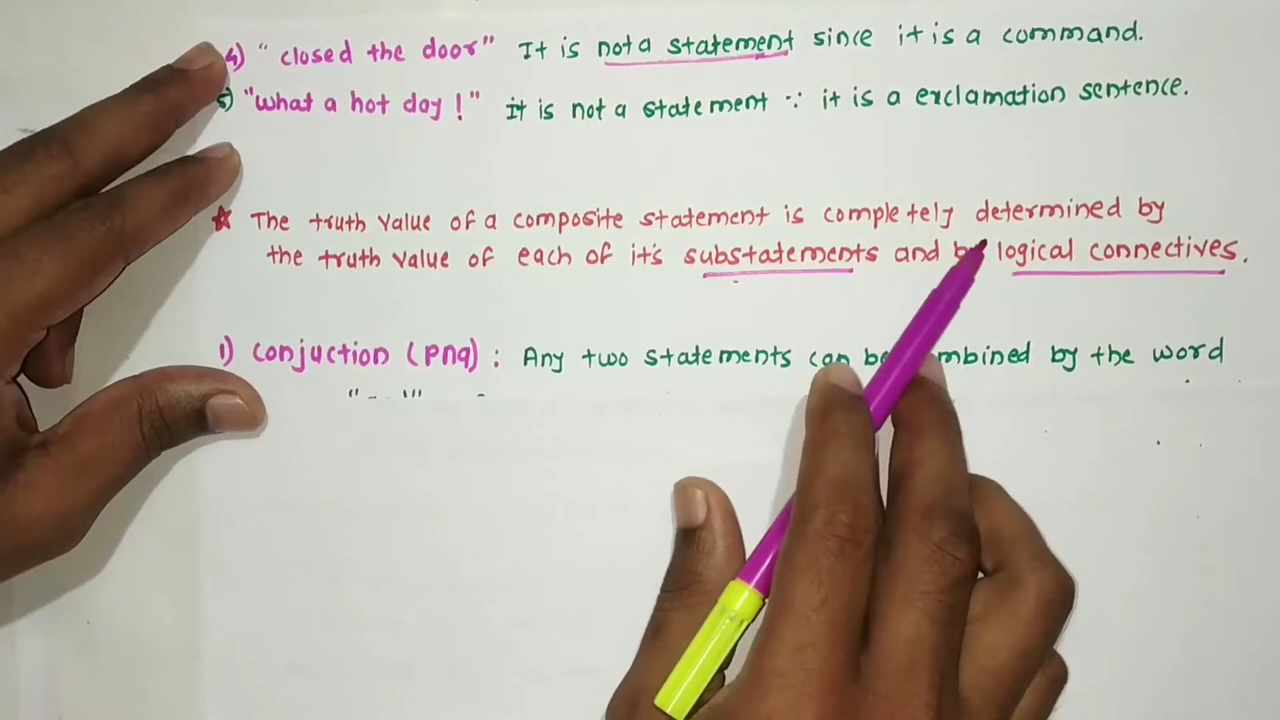 4) "closed the door" It is not a statement since it is a command.
5) "what a hot day!" it is not a statement ∵ it is a exclamation sentence.
☆ The truth value of a composite statement is completely determined by
the truth value of each of it's substatements and by logical connectives.
1) Conjuction (p∩q) : Any two statements can be combined by the word